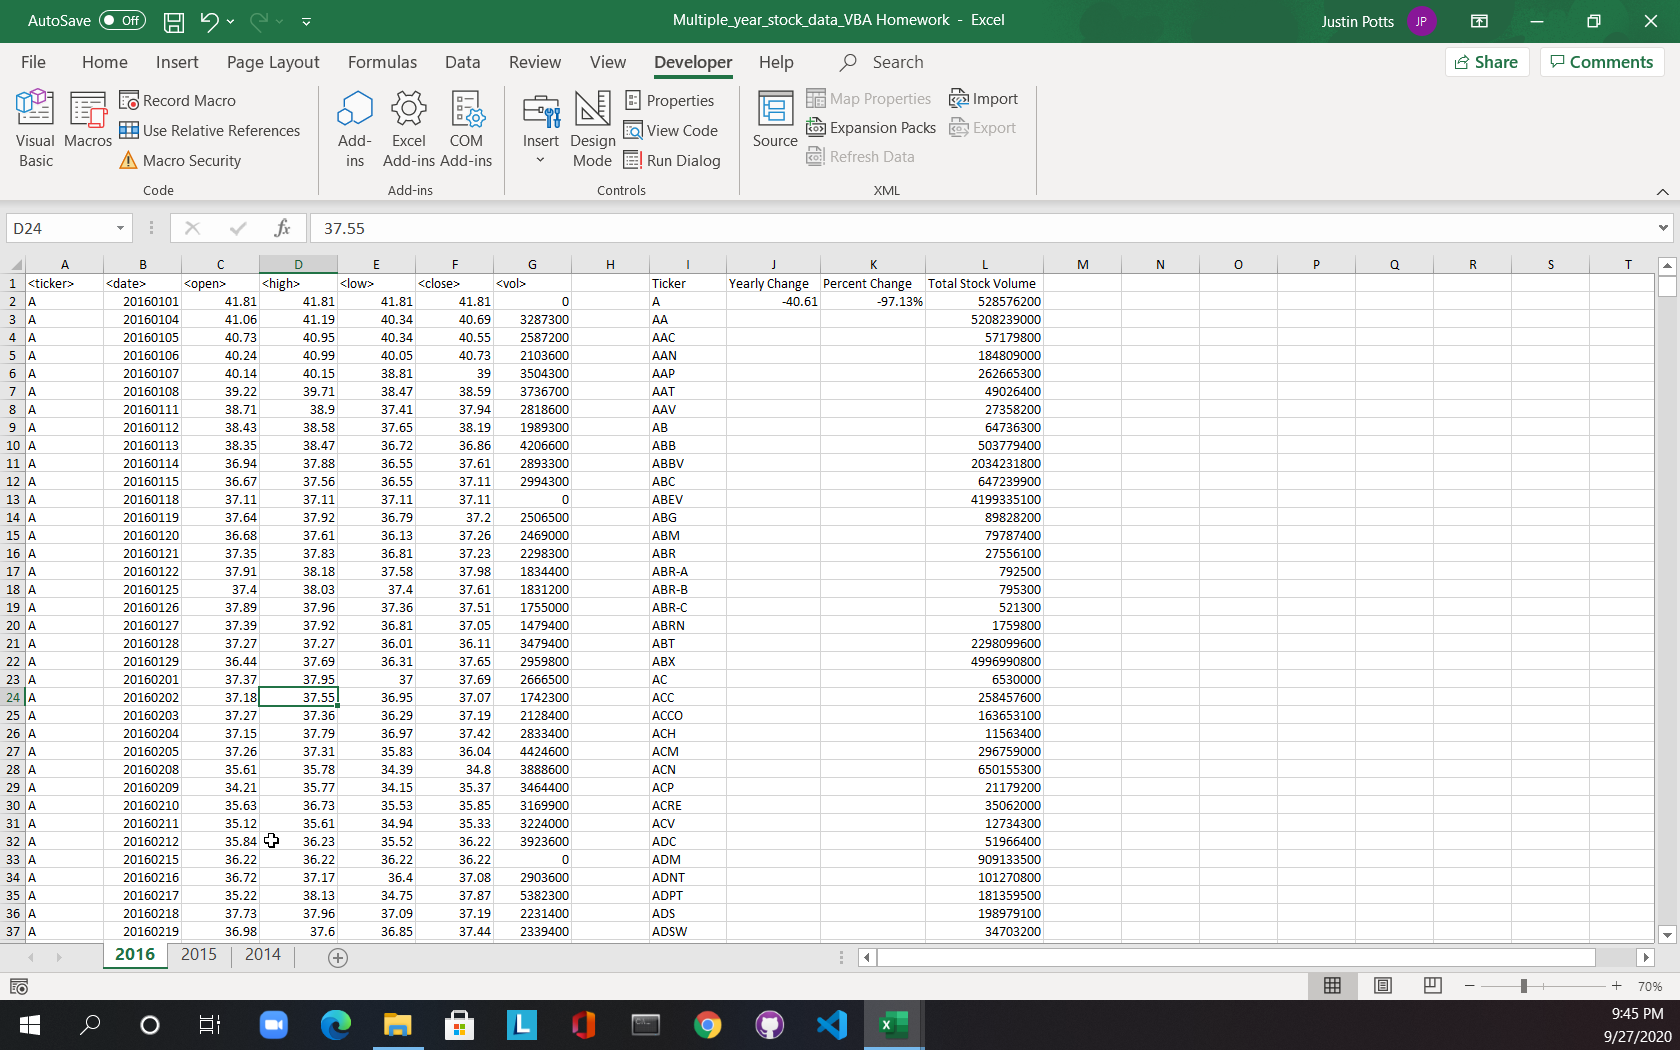 AutoSave Off Multiple_year_stock_data_VBA Homework - Excel Justin Potts JP
File Home Insert Page Layout Formulas Data Review View Developer Help Search Share Comments
Visual Basic Macros Record Macro Use Relative References Macro Security Code
Add-ins Excel Add-ins COM Add-ins Add-ins
Insert Design Mode Properties View Code Run Dialog Controls
Source Map Properties Expansion Packs Refresh Data Import Export XML
D24 fx 37.55
A B C D E F G H I J K L M N O P Q R S T
1 <ticker> <date> <open> <high> <low> <close> <vol> Ticker Yearly Change Percent Change Total Stock Volume
2 A 20160101 41.81 41.81 41.81 41.81 0 A -40.61 -97.13% 528576200
3 A 20160104 41.06 41.19 40.34 40.69 3287300 AA 5208239000
4 A 20160105 40.73 40.95 40.34 40.55 2587200 AAC 57179800
5 A 20160106 40.24 40.99 40.05 40.73 2103600 AAN 184809000
6 A 20160107 40.14 40.15 38.81 39 3504300 AAP 262665300
7 A 20160108 39.22 39.71 38.47 38.59 3736700 AAT 49026400
8 A 20160111 38.71 38.9 37.41 37.94 2818600 AAV 27358200
9 A 20160112 38.43 38.58 37.65 38.19 1989300 AB 64736300
10 A 20160113 38.35 38.47 36.72 36.86 4206600 ABB 503779400
11 A 20160114 36.94 37.88 36.55 37.61 2893300 ABBV 2034231800
12 A 20160115 36.67 37.56 36.55 37.11 2994300 ABC 647239900
13 A 20160118 37.11 37.11 37.11 37.11 0 ABEV 4199335100
14 A 20160119 37.64 37.92 36.79 37.2 2506500 ABG 89828200
15 A 20160120 36.68 37.61 36.13 37.26 2469000 ABM 79787400
16 A 20160121 37.35 37.83 36.81 37.23 2298300 ABR 27556100
17 A 20160122 37.91 38.18 37.58 37.98 1834400 ABR-A 792500
18 A 20160125 37.4 38.03 37.4 37.61 1831200 ABR-B 795300
19 A 20160126 37.89 37.96 37.36 37.51 1755000 ABR-C 521300
20 A 20160127 37.39 37.92 36.81 37.05 1479400 ABRN 1759800
21 A 20160128 37.27 37.27 36.01 36.11 3479400 ABT 2298099600
22 A 20160129 36.44 37.69 36.31 37.65 2959800 ABX 4996990800
23 A 20160201 37.37 37.95 37 37.69 2666500 AC 6530000
24 A 20160202 37.18 37.55 36.95 37.07 1742300 ACC 258457600
25 A 20160203 37.27 37.36 36.29 37.19 2128400 ACCO 163653100
26 A 20160204 37.15 37.79 36.97 37.42 2833400 ACH 11563400
27 A 20160205 37.26 37.31 35.83 36.04 4424600 ACM 296759000
28 A 20160208 35.61 35.78 34.39 34.8 3888600 ACN 650155300
29 A 20160209 34.21 35.77 34.15 35.37 3464400 ACP 21179200
30 A 20160210 35.63 36.73 35.53 35.85 3169900 ACRE 35062000
31 A 20160211 35.12 35.61 34.94 35.33 3224000 ACV 12734300
32 A 20160212 35.84 36.23 35.52 36.22 3923600 ADC 51966400
33 A 20160215 36.22 36.22 36.22 36.22 0 ADM 909133500
34 A 20160216 36.72 37.17 36.4 37.08 2903600 ADNT 101270800
35 A 20160217 35.22 38.13 34.75 37.87 5382300 ADPT 181359500
36 A 20160218 37.73 37.96 37.09 37.19 2231400 ADS 198979100
37 A 20160219 36.98 37.6 36.85 37.44 2339400 ADSW 34703200
2016 2015 2014
70%
9:45 PM
9/27/2020